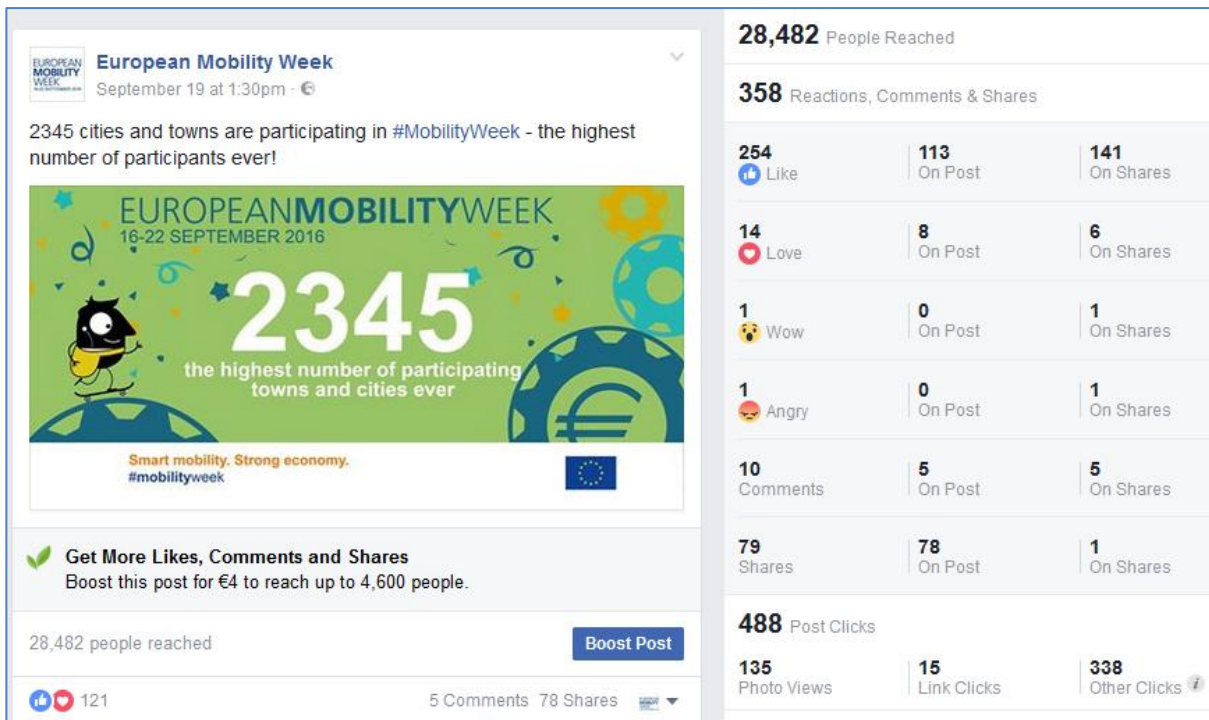 EUROPEAN
MOBILITY
WEEK
European Mobility Week
September 19 at 1:30pm ·
2345 cities and towns are participating in #MobilityWeek - the highest
number of participants ever!
EUROPEANMOBILITYWEEK
16-22 SEPTEMBER 2016
2345
the highest number of participating
towns and cities ever
Smart mobility. Strong economy.
#mobilityweek
Get More Likes, Comments and Shares
Boost this post for €4 to reach up to 4,600 people.
28,482 people reached
Boost Post
121
5 Comments 78 Shares
28,482 People Reached
358 Reactions, Comments & Shares
254 113 141
Like On Post On Shares
14 8 6
Love On Post On Shares
1 0 1
Wow On Post On Shares
1 0 1
Angry On Post On Shares
10 5 5
Comments On Post On Shares
79 78 1
Shares On Post On Shares
488 Post Clicks
135 15 338
Photo Views Link Clicks Other Clicks i